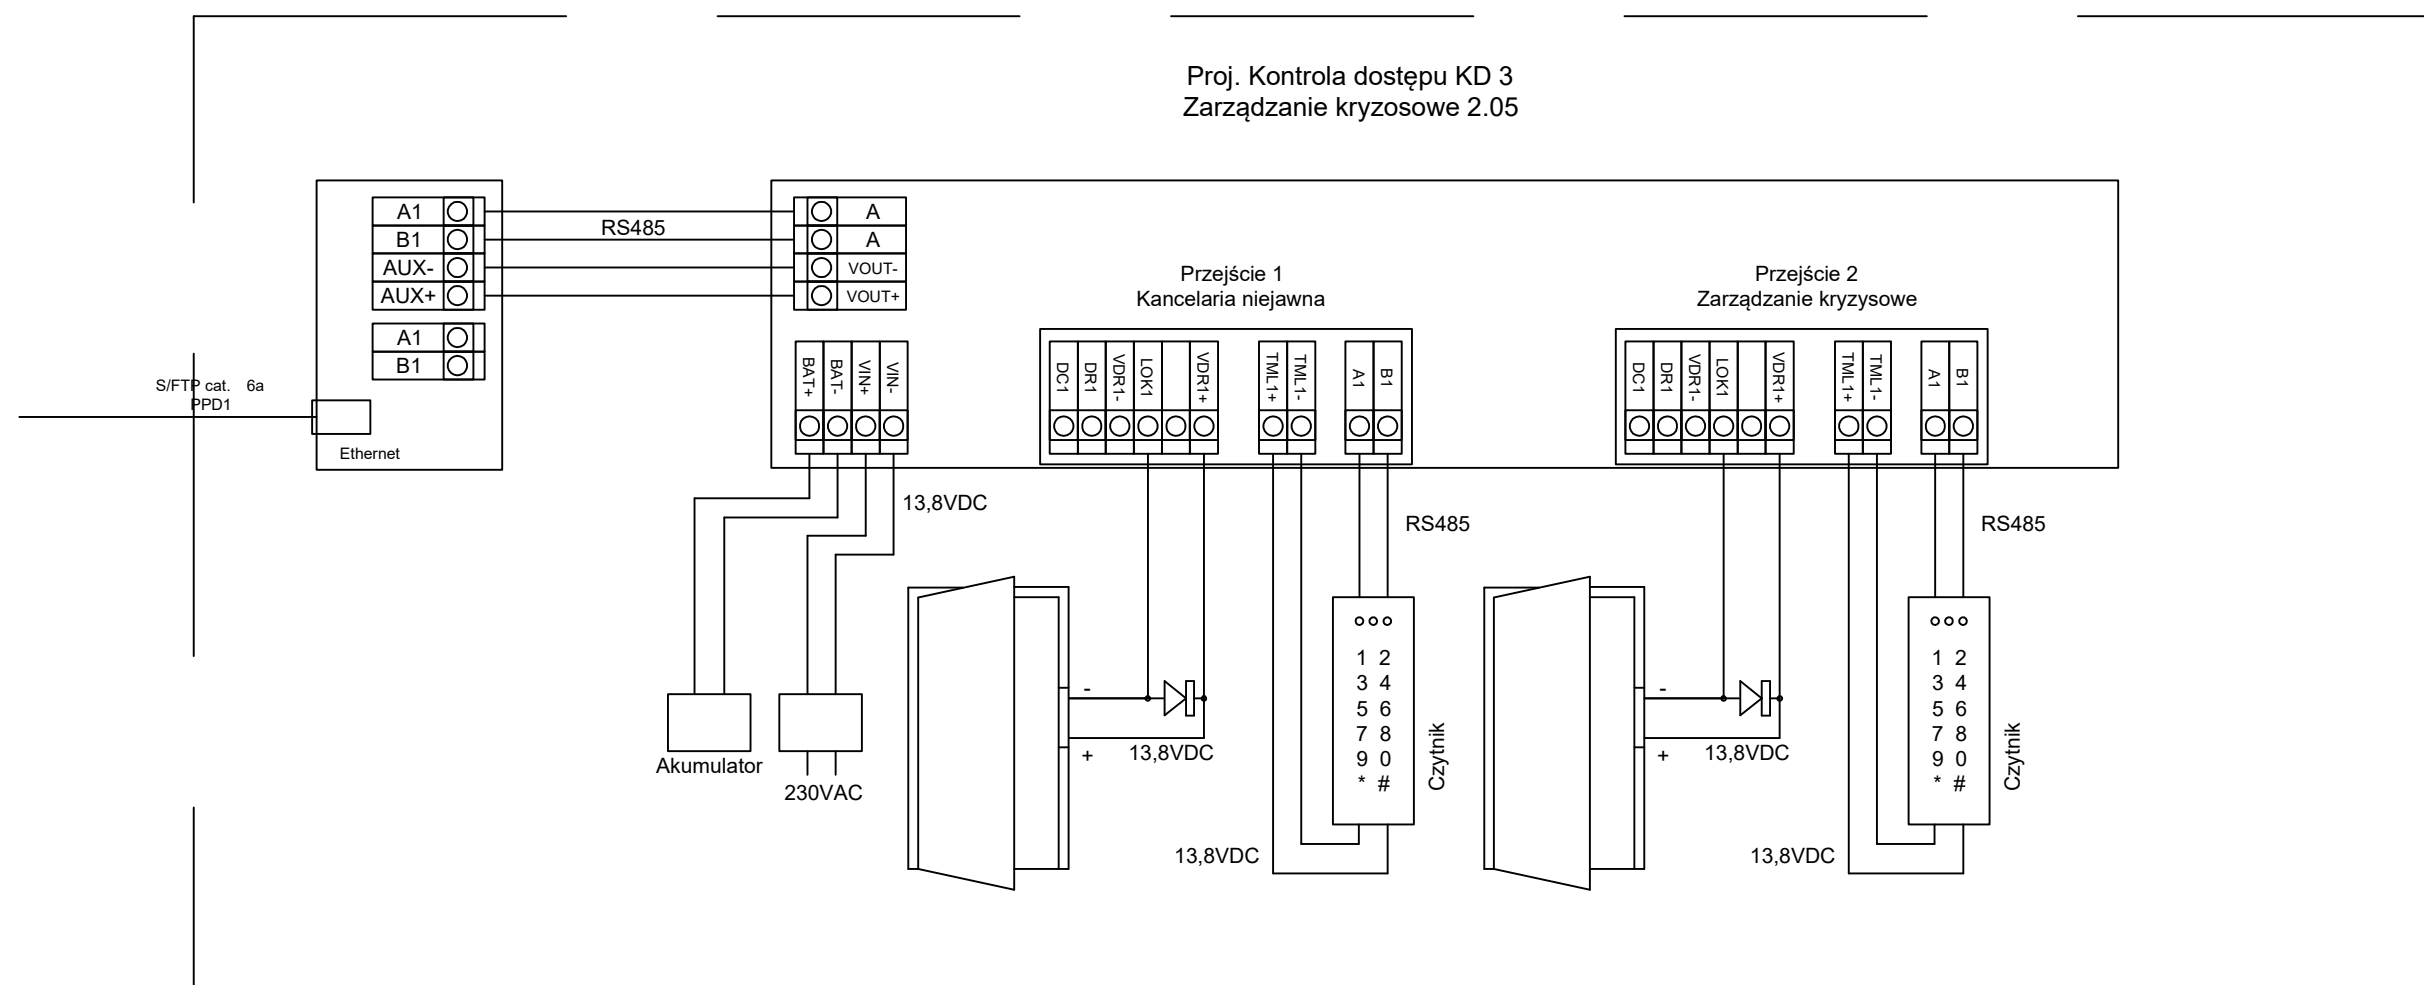 Proj. Kontrola dostępu KD 3
Zarządzanie kryzosowe 2.05
A1
B1
AUX-
AUX+
A1
B1
RS485
A
A
VOUT-
VOUT+
S/FTP cat. 6a
PPD1
Ethernet
BAT+
BAT-
VIN+
VIN-
13,8VDC
Akumulator
230VAC
Przejście 1
Kancelaria niejawna
DC1
DR1
VDR1-
LOK1
VDR1+
TML1+
TML1-
A1
B1
RS485
-
+
13,8VDC
1 2
3 4
5 6
7 8
9 0
* #
Czytnik
13,8VDC
Przejście 2
Zarządzanie kryzysowe
DC1
DR1
VDR1-
LOK1
VDR1+
TML1+
TML1-
A1
B1
RS485
-
+
13,8VDC
1 2
3 4
5 6
7 8
9 0
* #
Czytnik
13,8VDC